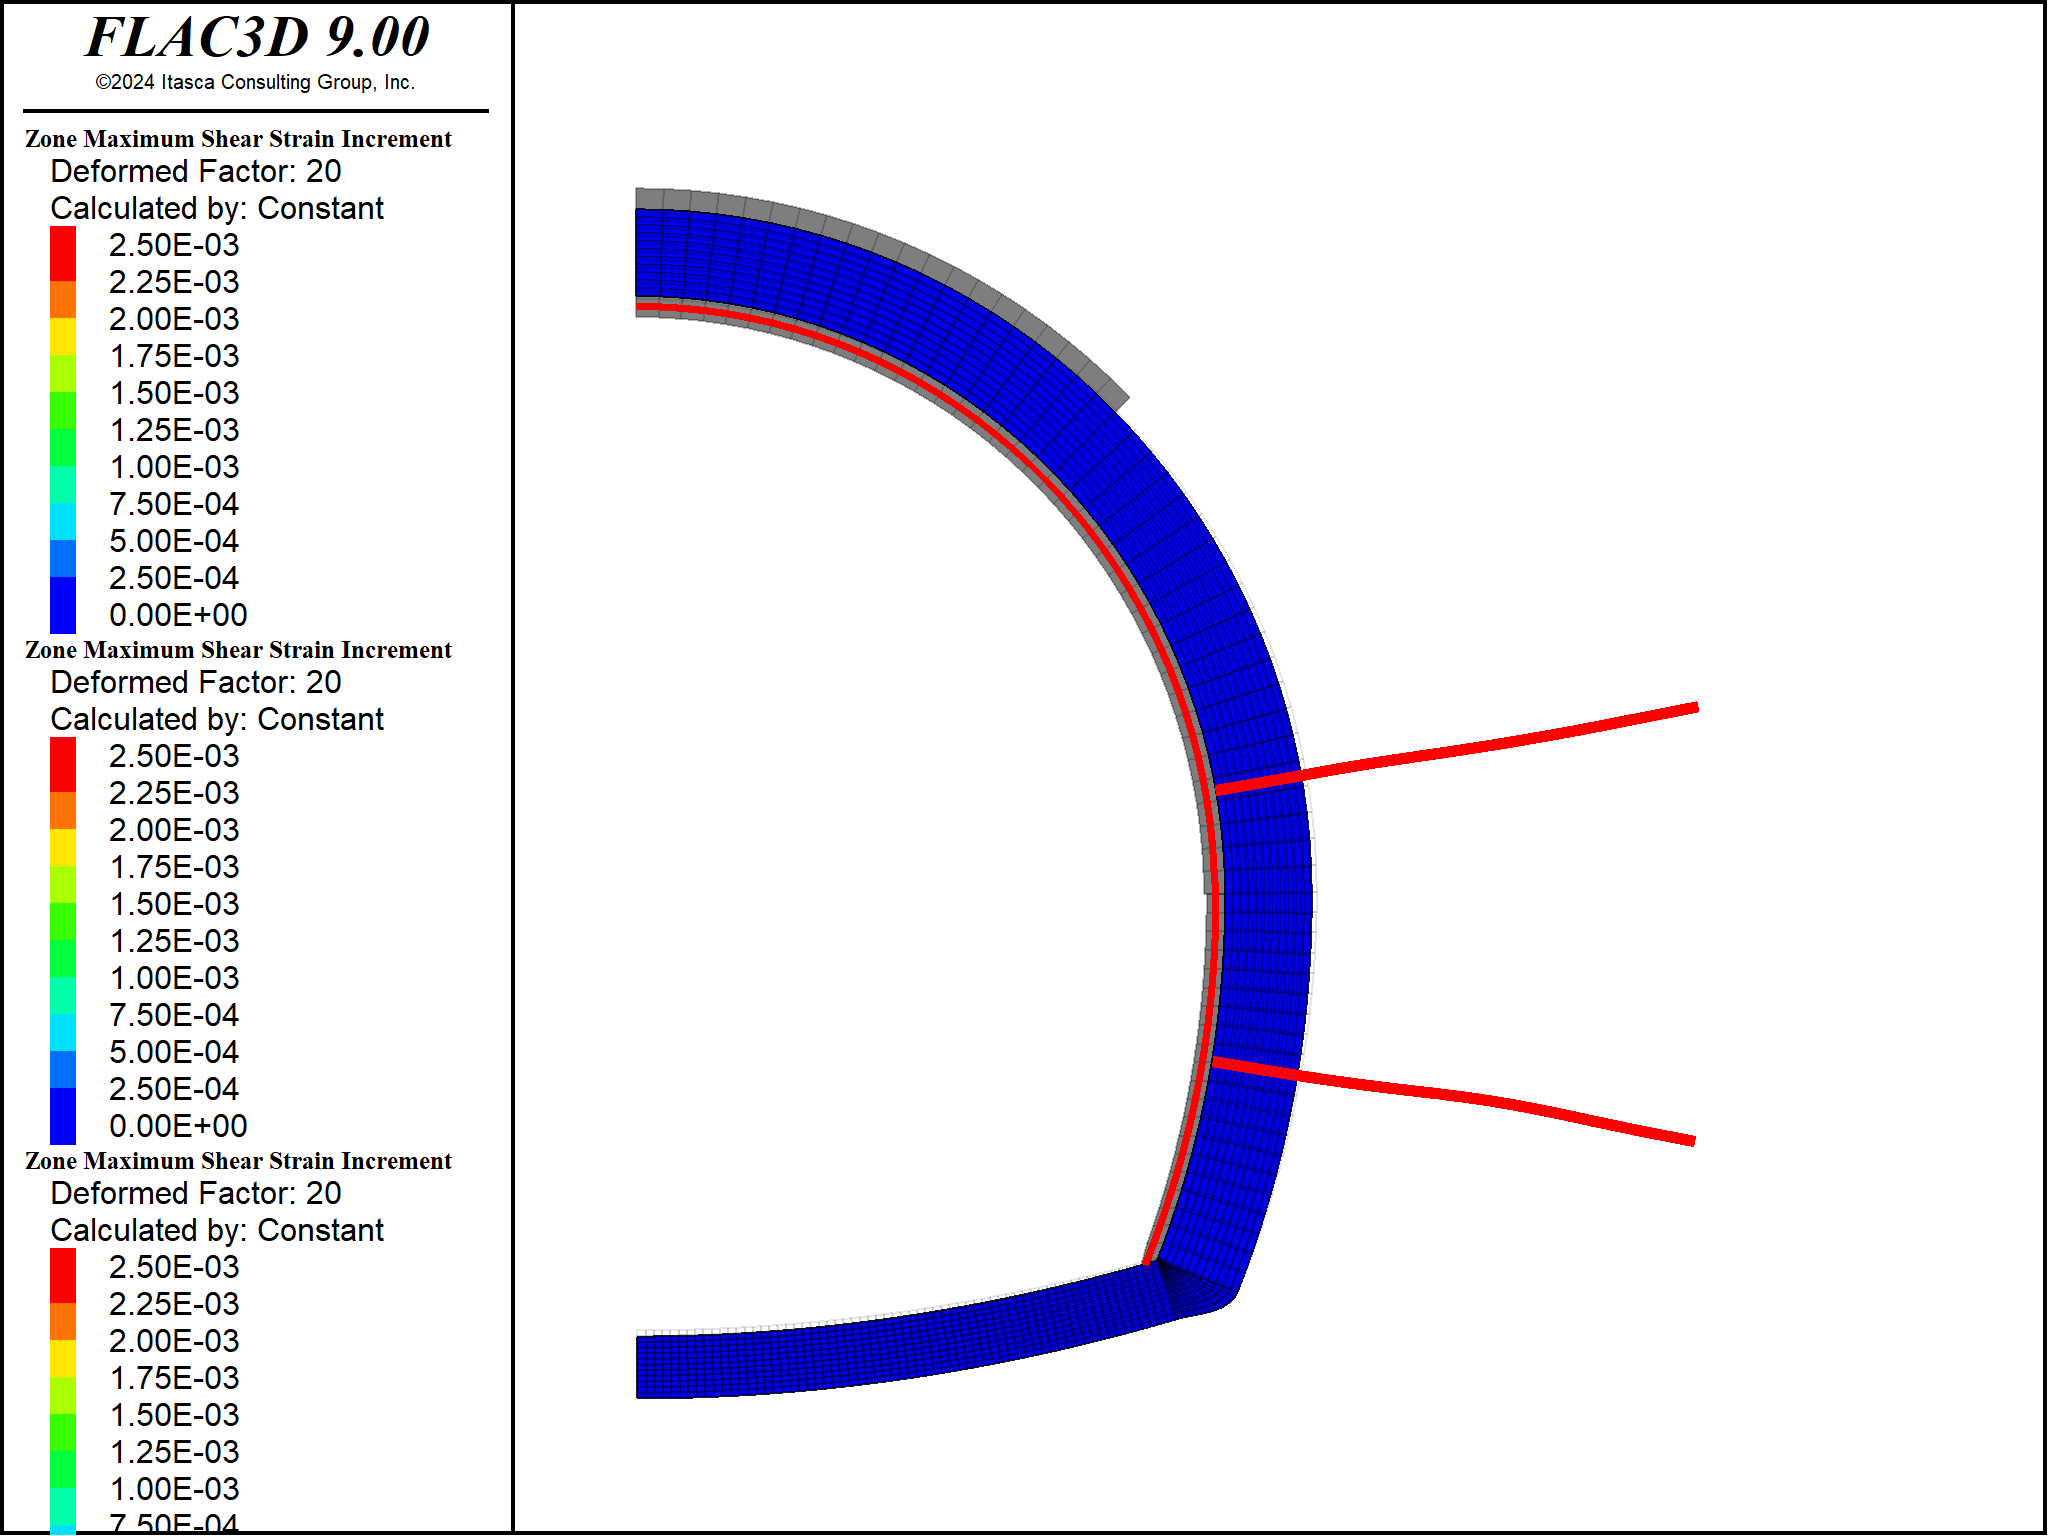 FLAC3D 9.00
©2024 Itasca Consulting Group, Inc.
Zone Maximum Shear Strain Increment
Deformed Factor: 20
Calculated by: Constant
2.50E-03
2.25E-03
2.00E-03
1.75E-03
1.50E-03
1.25E-03
1.00E-03
7.50E-04
5.00E-04
2.50E-04
0.00E+00
Zone Maximum Shear Strain Increment
Deformed Factor: 20
Calculated by: Constant
2.50E-03
2.25E-03
2.00E-03
1.75E-03
1.50E-03
1.25E-03
1.00E-03
7.50E-04
5.00E-04
2.50E-04
0.00E+00
Zone Maximum Shear Strain Increment
Deformed Factor: 20
Calculated by: Constant
2.50E-03
2.25E-03
2.00E-03
1.75E-03
1.50E-03
1.25E-03
1.00E-03
7.50E-04